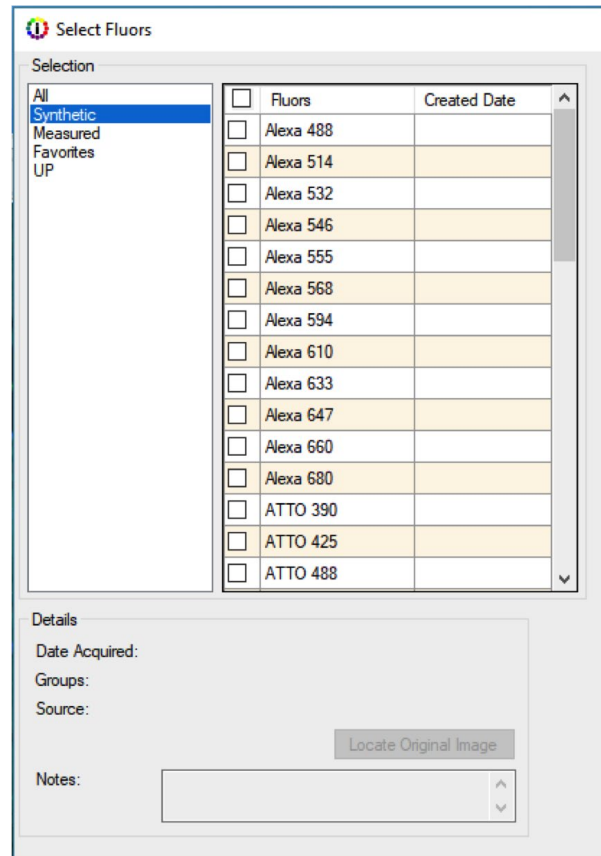 Select Fluors
Selection
All
Synthetic
Measured
Favorites
UP
Fluors Created Date
Alexa 488
Alexa 514
Alexa 532
Alexa 546
Alexa 555
Alexa 568
Alexa 594
Alexa 610
Alexa 633
Alexa 647
Alexa 660
Alexa 680
ATTO 390
ATTO 425
ATTO 488
Details
Date Acquired:
Groups:
Source:
Locate Original Image
Notes: